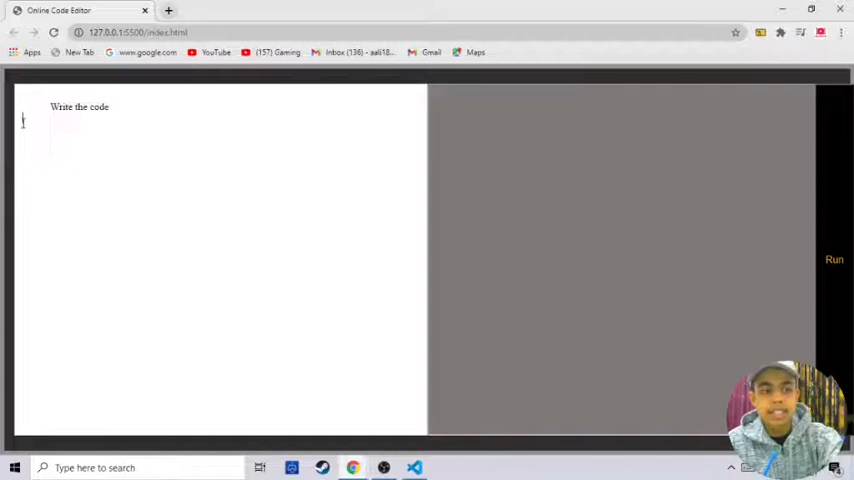 Online Code Editor
127.0.0.1:5500/index.html
Apps New Tab www.google.com YouTube (157) Gaming Inbox (136) - aali18... Gmail Maps
Write the code
Run
Type here to search